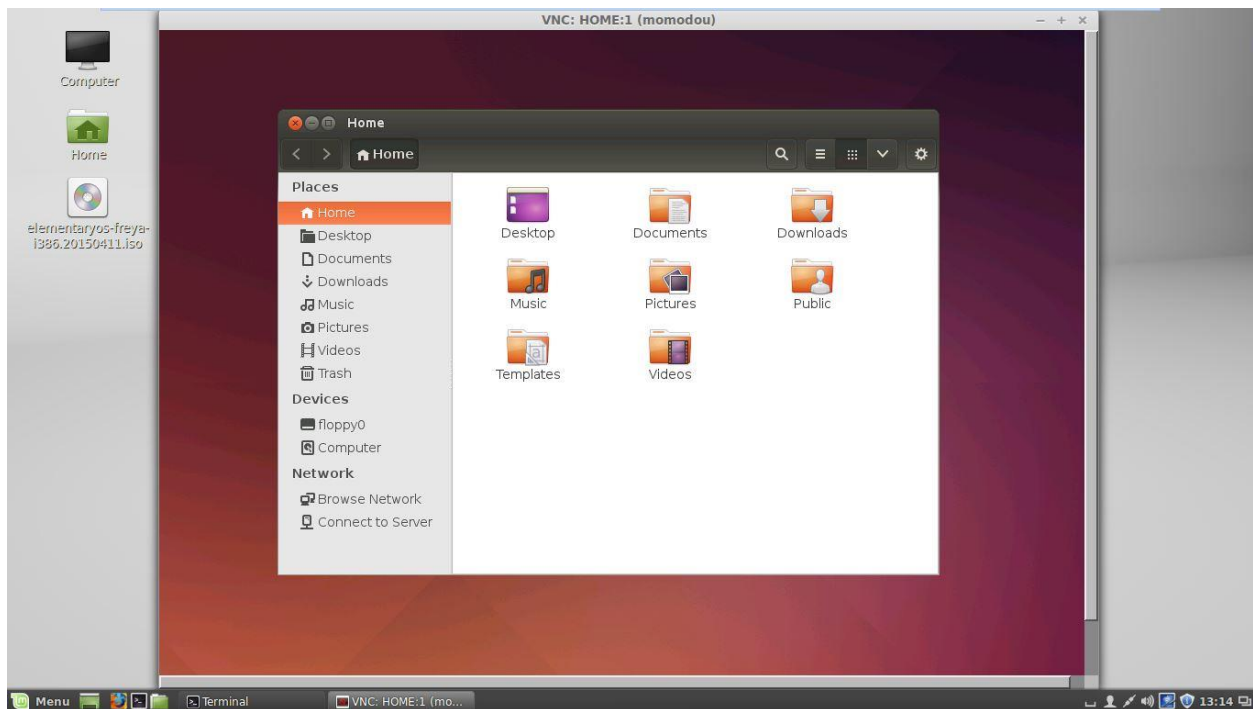 VNC: HOME:1 (momodou)
Computer
Home
elementaryos-freya-
i386.20150411.iso
Home
Home
Places
Home
Desktop
Documents
Downloads
Music
Pictures
Videos
Trash
Devices
floppy0
Computer
Network
Browse Network
Connect to Server
Desktop Documents Downloads
Music Pictures Public
Templates Videos
Menu Terminal VNC: HOME:1 (mo... 13:14